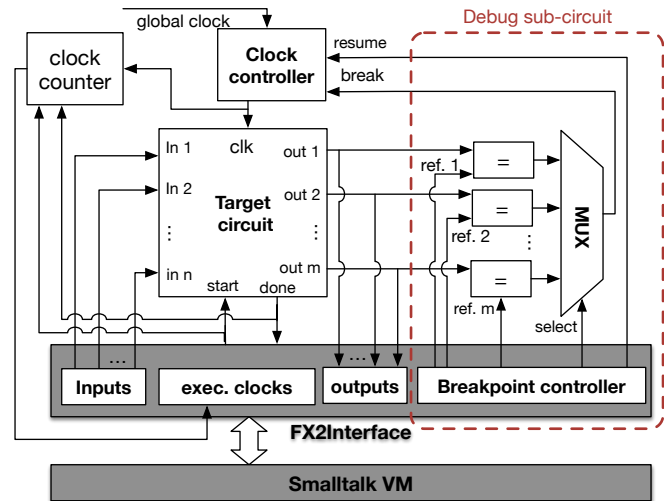 Debug sub-circuit
global clock
clock
counter
Clock
controller
resume
break
In 1
clk
out 1
ref. 1
=
In 2
Target
circuit
out 2
=
ref. 2
MUX
...
...
...
in n
out m
=
start
done
ref. m
select
...
...
Inputs
exec. clocks
outputs
Breakpoint controller
FX2Interface
Smalltalk VM